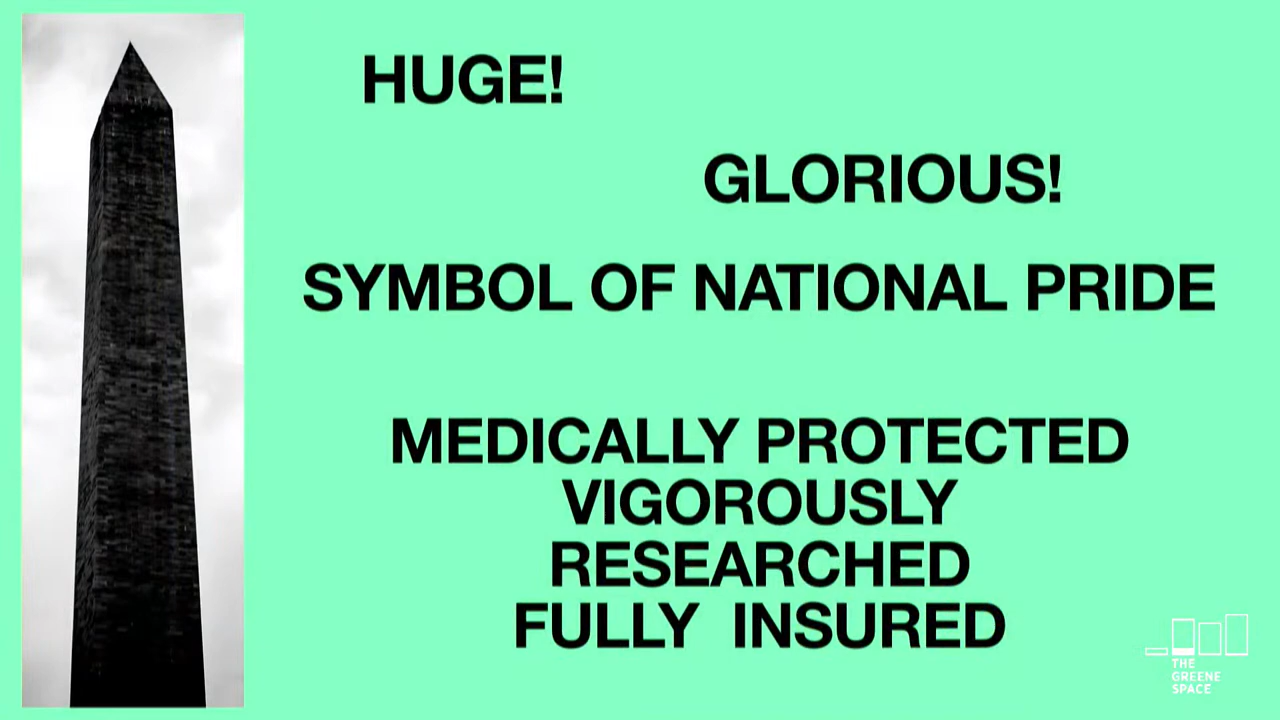 HUGE!
GLORIOUS!
SYMBOL OF NATIONAL PRIDE
MEDICALLY PROTECTED
VIGOROUSLY
RESEARCHED
FULLY INSURED
THE
GREENE
SPACE